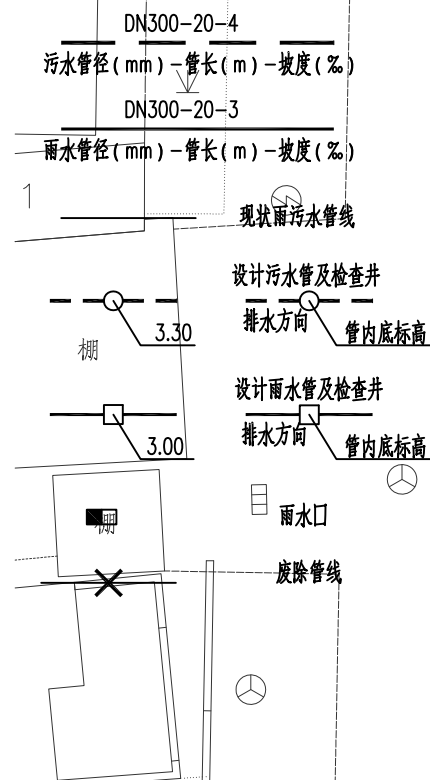 DN300-20-4
污水管径(mm)-管长(m)-坡度(‰)
DN300-20-3
雨水管径(mm)-管长(m)-坡度(‰)
1
现状雨污水管线
设计污水管及检查井
排水方向
3.30
管内底标高
棚
设计雨水管及检查井
排水方向
3.00
管内底标高
雨水口
棚
废除管线